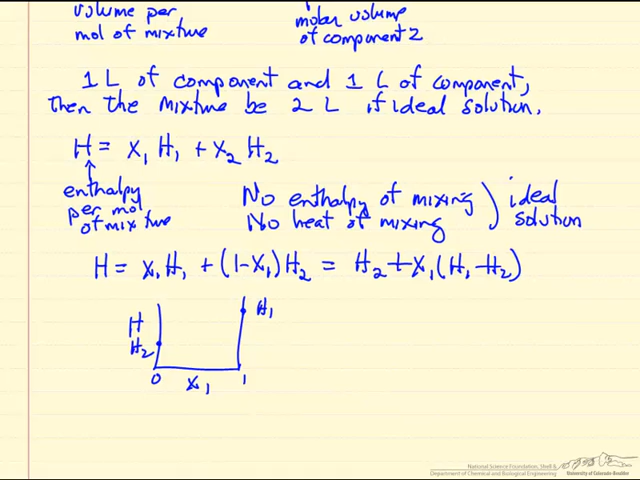 volume per
mol of mixture
molar volume
of component 2
1 L of component and 1 L of component,
then the mixture be 2 L if ideal solution.
H = x₁ H₁ + x₂ H₂
enthalpy
per mol
of mixture
No enthalpy of mixing
No heat of mixing
ideal
solution
H = x₁H₁ + (1-x₁)H₂ = H₂ + x₁(H₁-H₂)
H
H₂
H₁
0 x₁ 1
National Science Foundation, Shell &
Department of Chemical and Biological Engineering
University of Colorado-Boulder